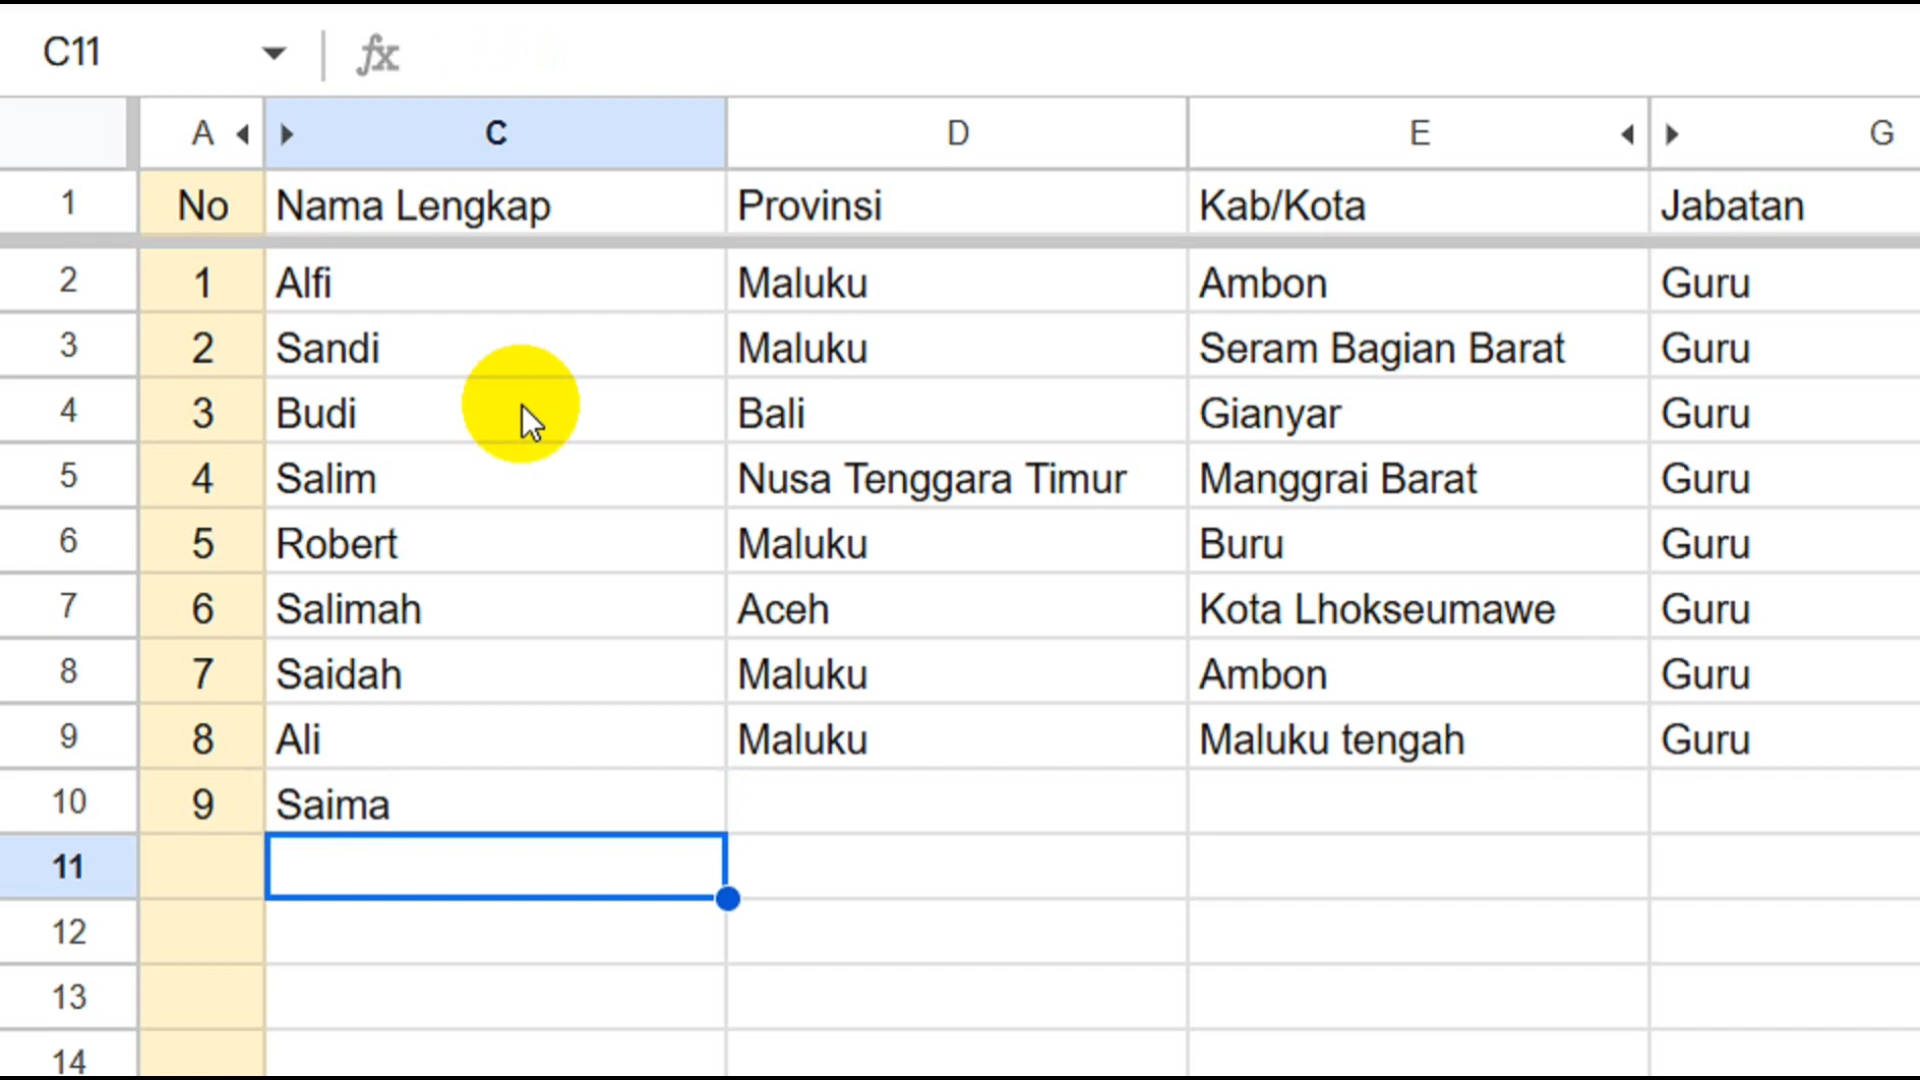 C11 fx
A C D E G
1 No Nama Lengkap Provinsi Kab/Kota Jabatan
2 1 Alfi Maluku Ambon Guru
3 2 Sandi Maluku Seram Bagian Barat Guru
4 3 Budi Bali Gianyar Guru
5 4 Salim Nusa Tenggara Timur Manggrai Barat Guru
6 5 Robert Maluku Buru Guru
7 6 Salimah Aceh Kota Lhokseumawe Guru
8 7 Saidah Maluku Ambon Guru
9 8 Ali Maluku Maluku tengah Guru
10 9 Saima
11
12
13
14